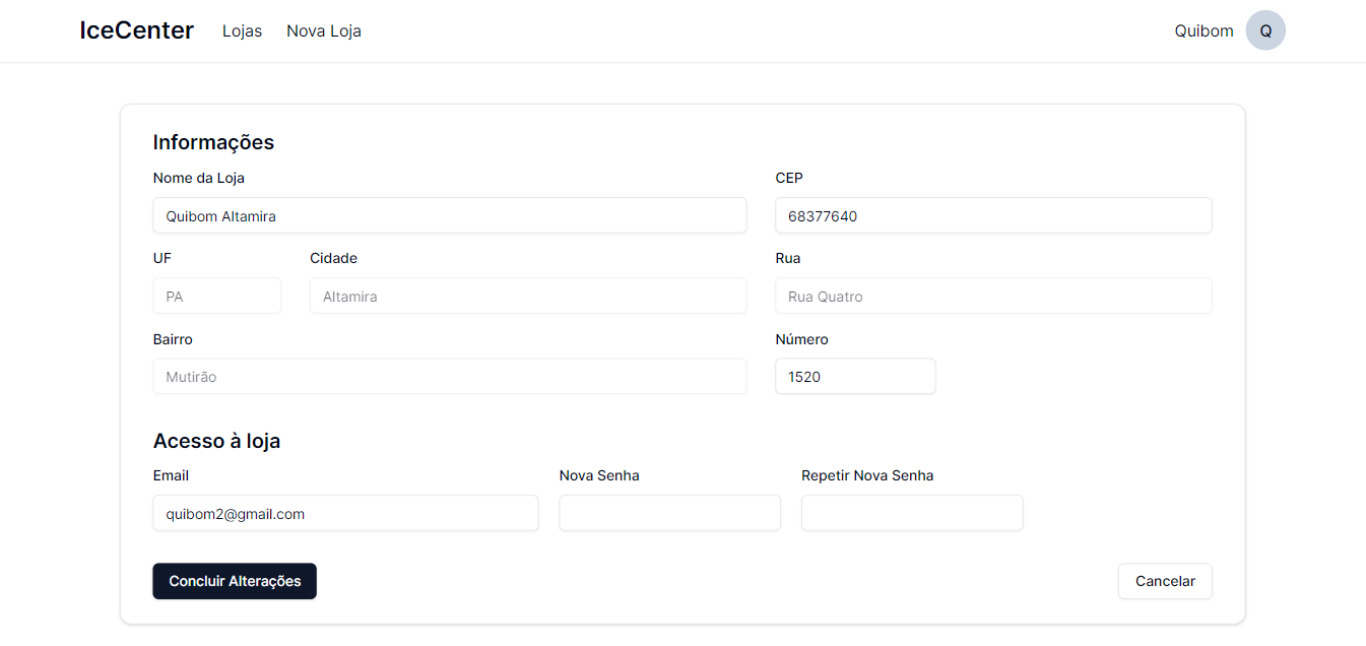 IceCenter Lojas Nova Loja Quibom Q
Informações
Nome da Loja CEP
Quibom Altamira 68377640
UF Cidade Rua
PA Altamira Rua Quatro
Bairro Número
Mutirão 1520
Acesso à loja
Email Nova Senha Repetir Nova Senha
quibom2@gmail.com
Concluir Alterações Cancelar